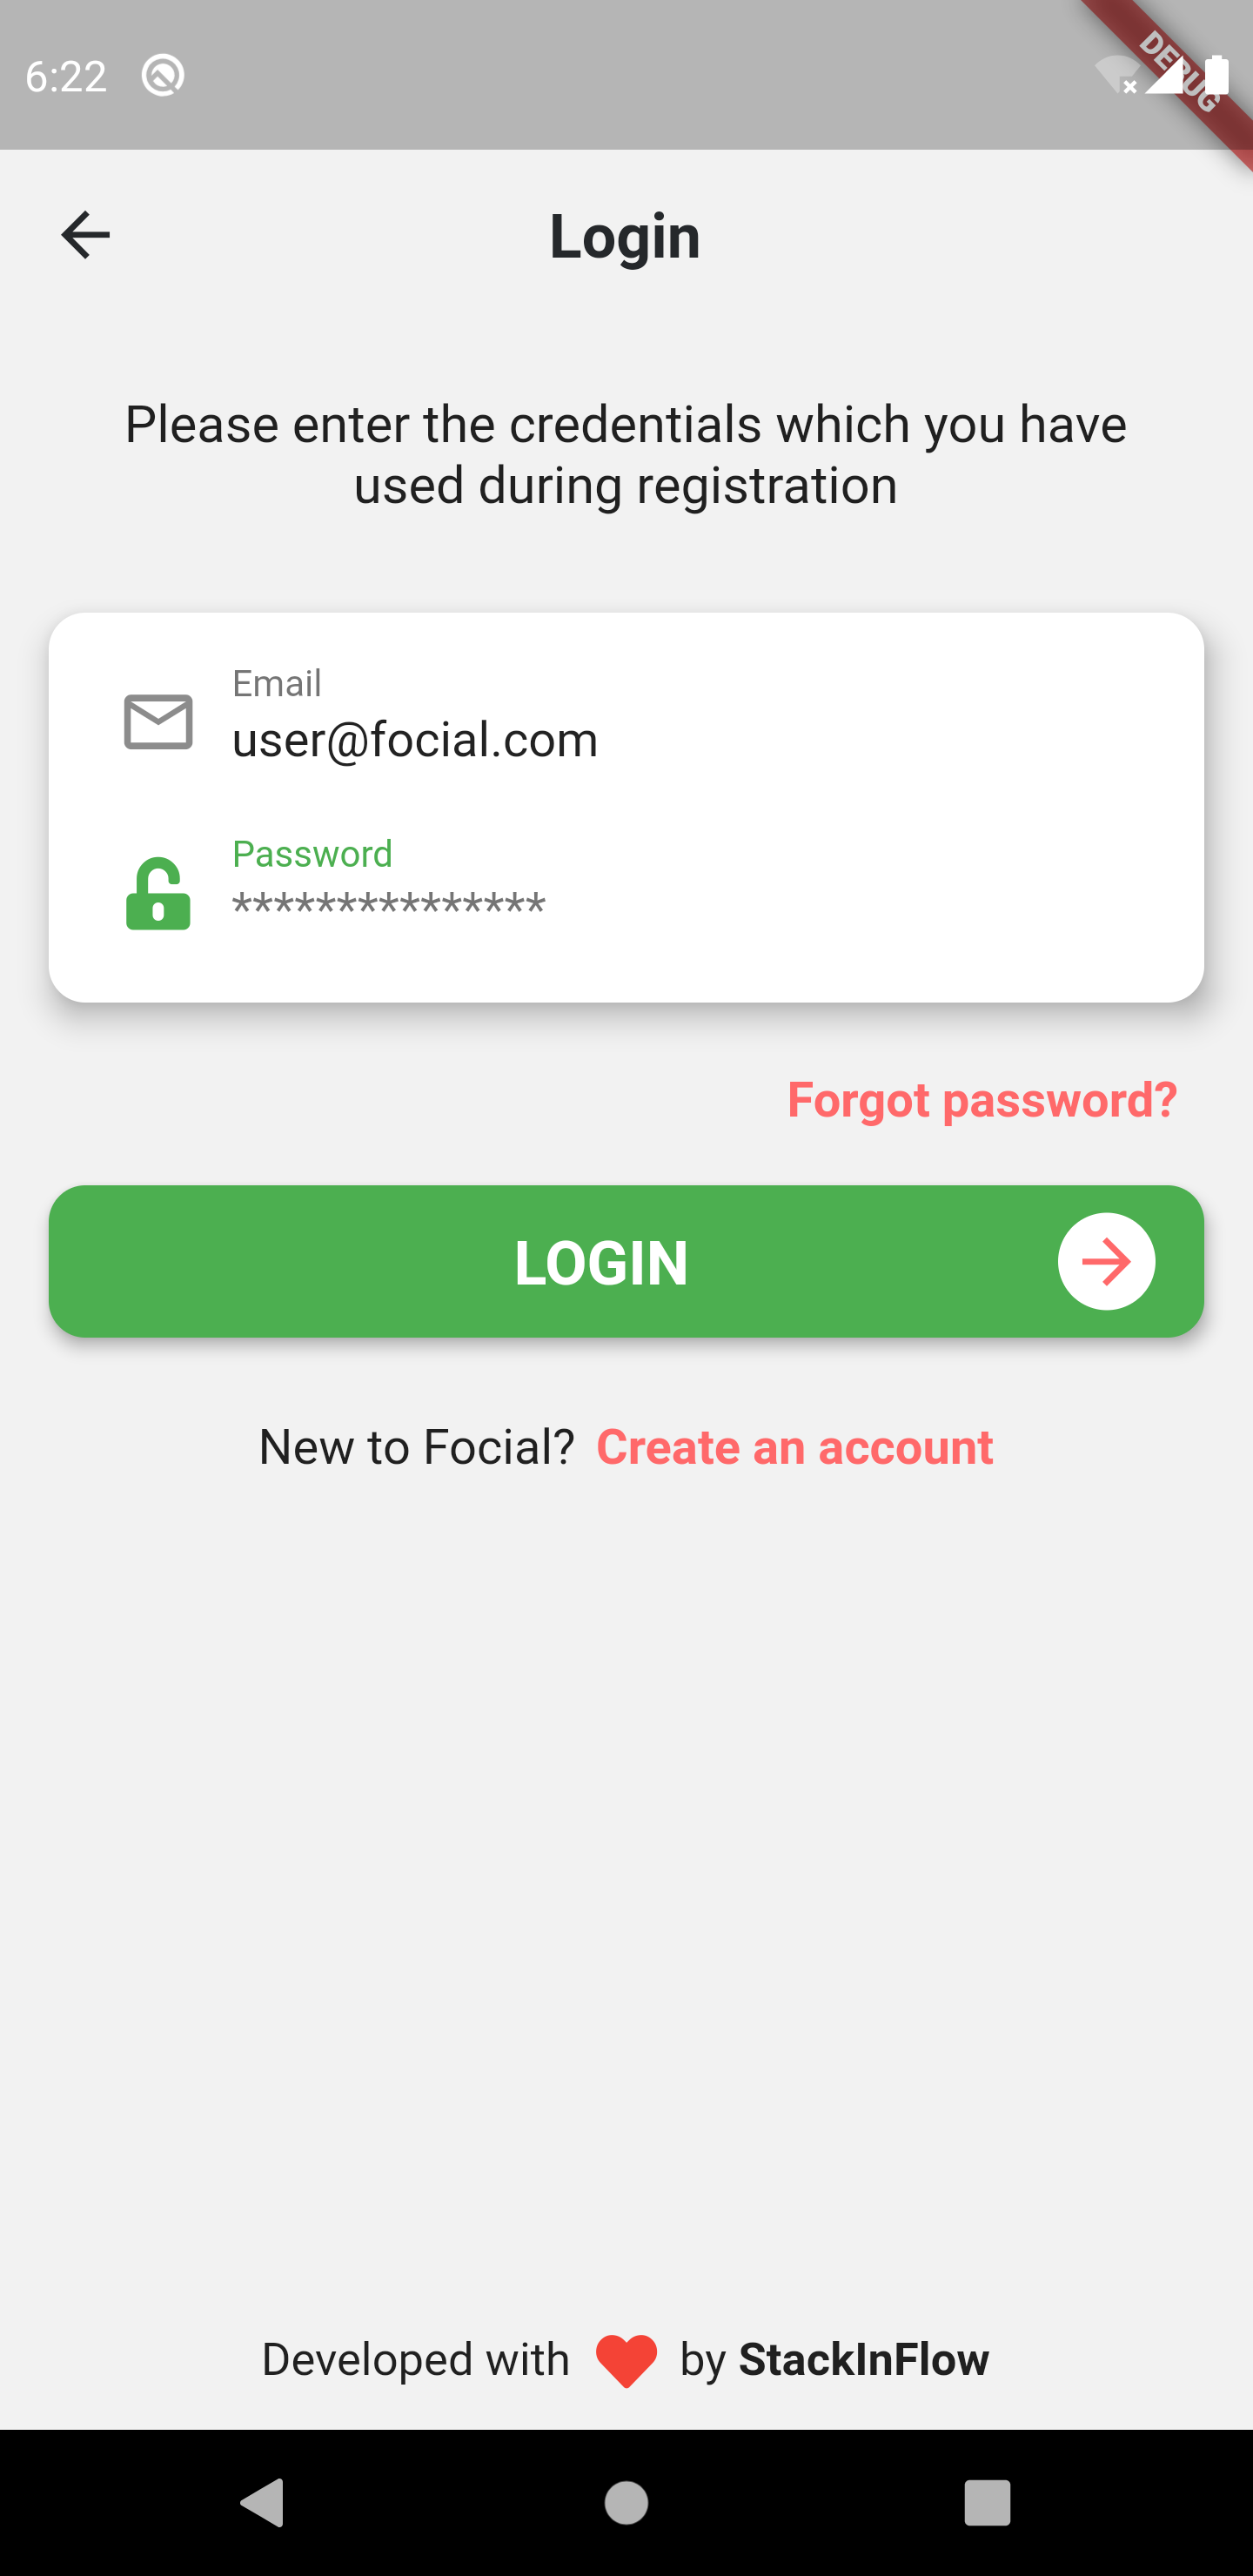 6:22
DEBUG
Login
Please enter the credentials which you have
used during registration
Email
user@focial.com
Password
***************
Forgot password?
LOGIN
New to Focial? Create an account
Developed with by StackInFlow